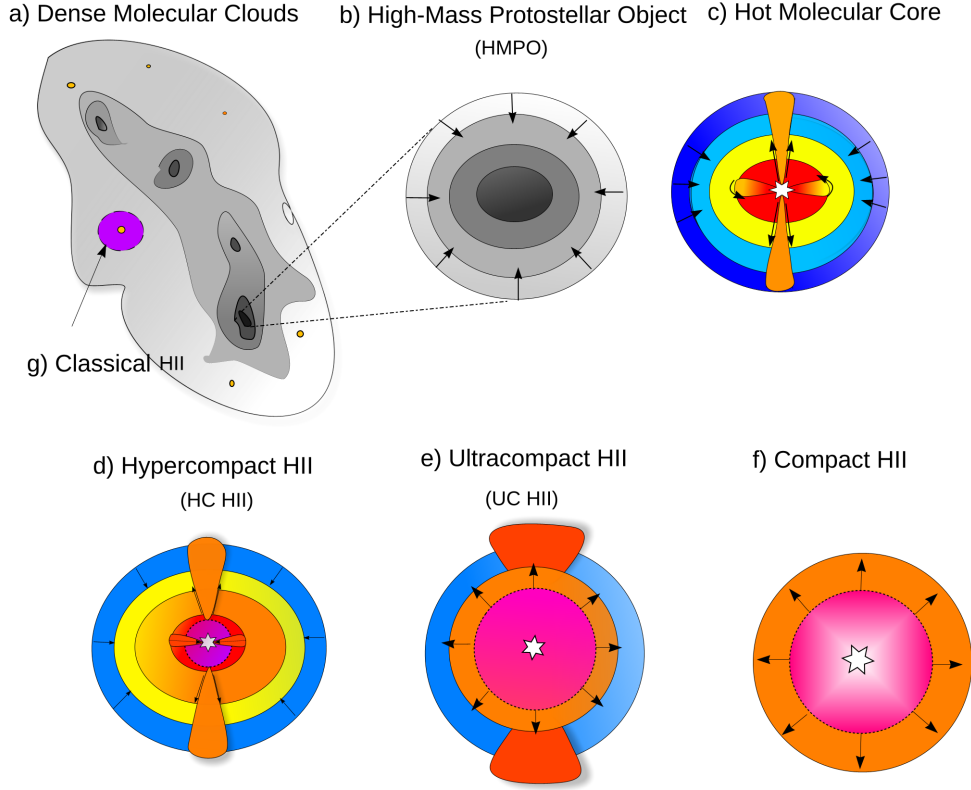 a) Dense Molecular Clouds
b) High-Mass Protostellar Object
(HMPO)
c) Hot Molecular Core
g) Classical HII
d) Hypercompact HII
(HC HII)
e) Ultracompact HII
(UC HII)
f) Compact HII